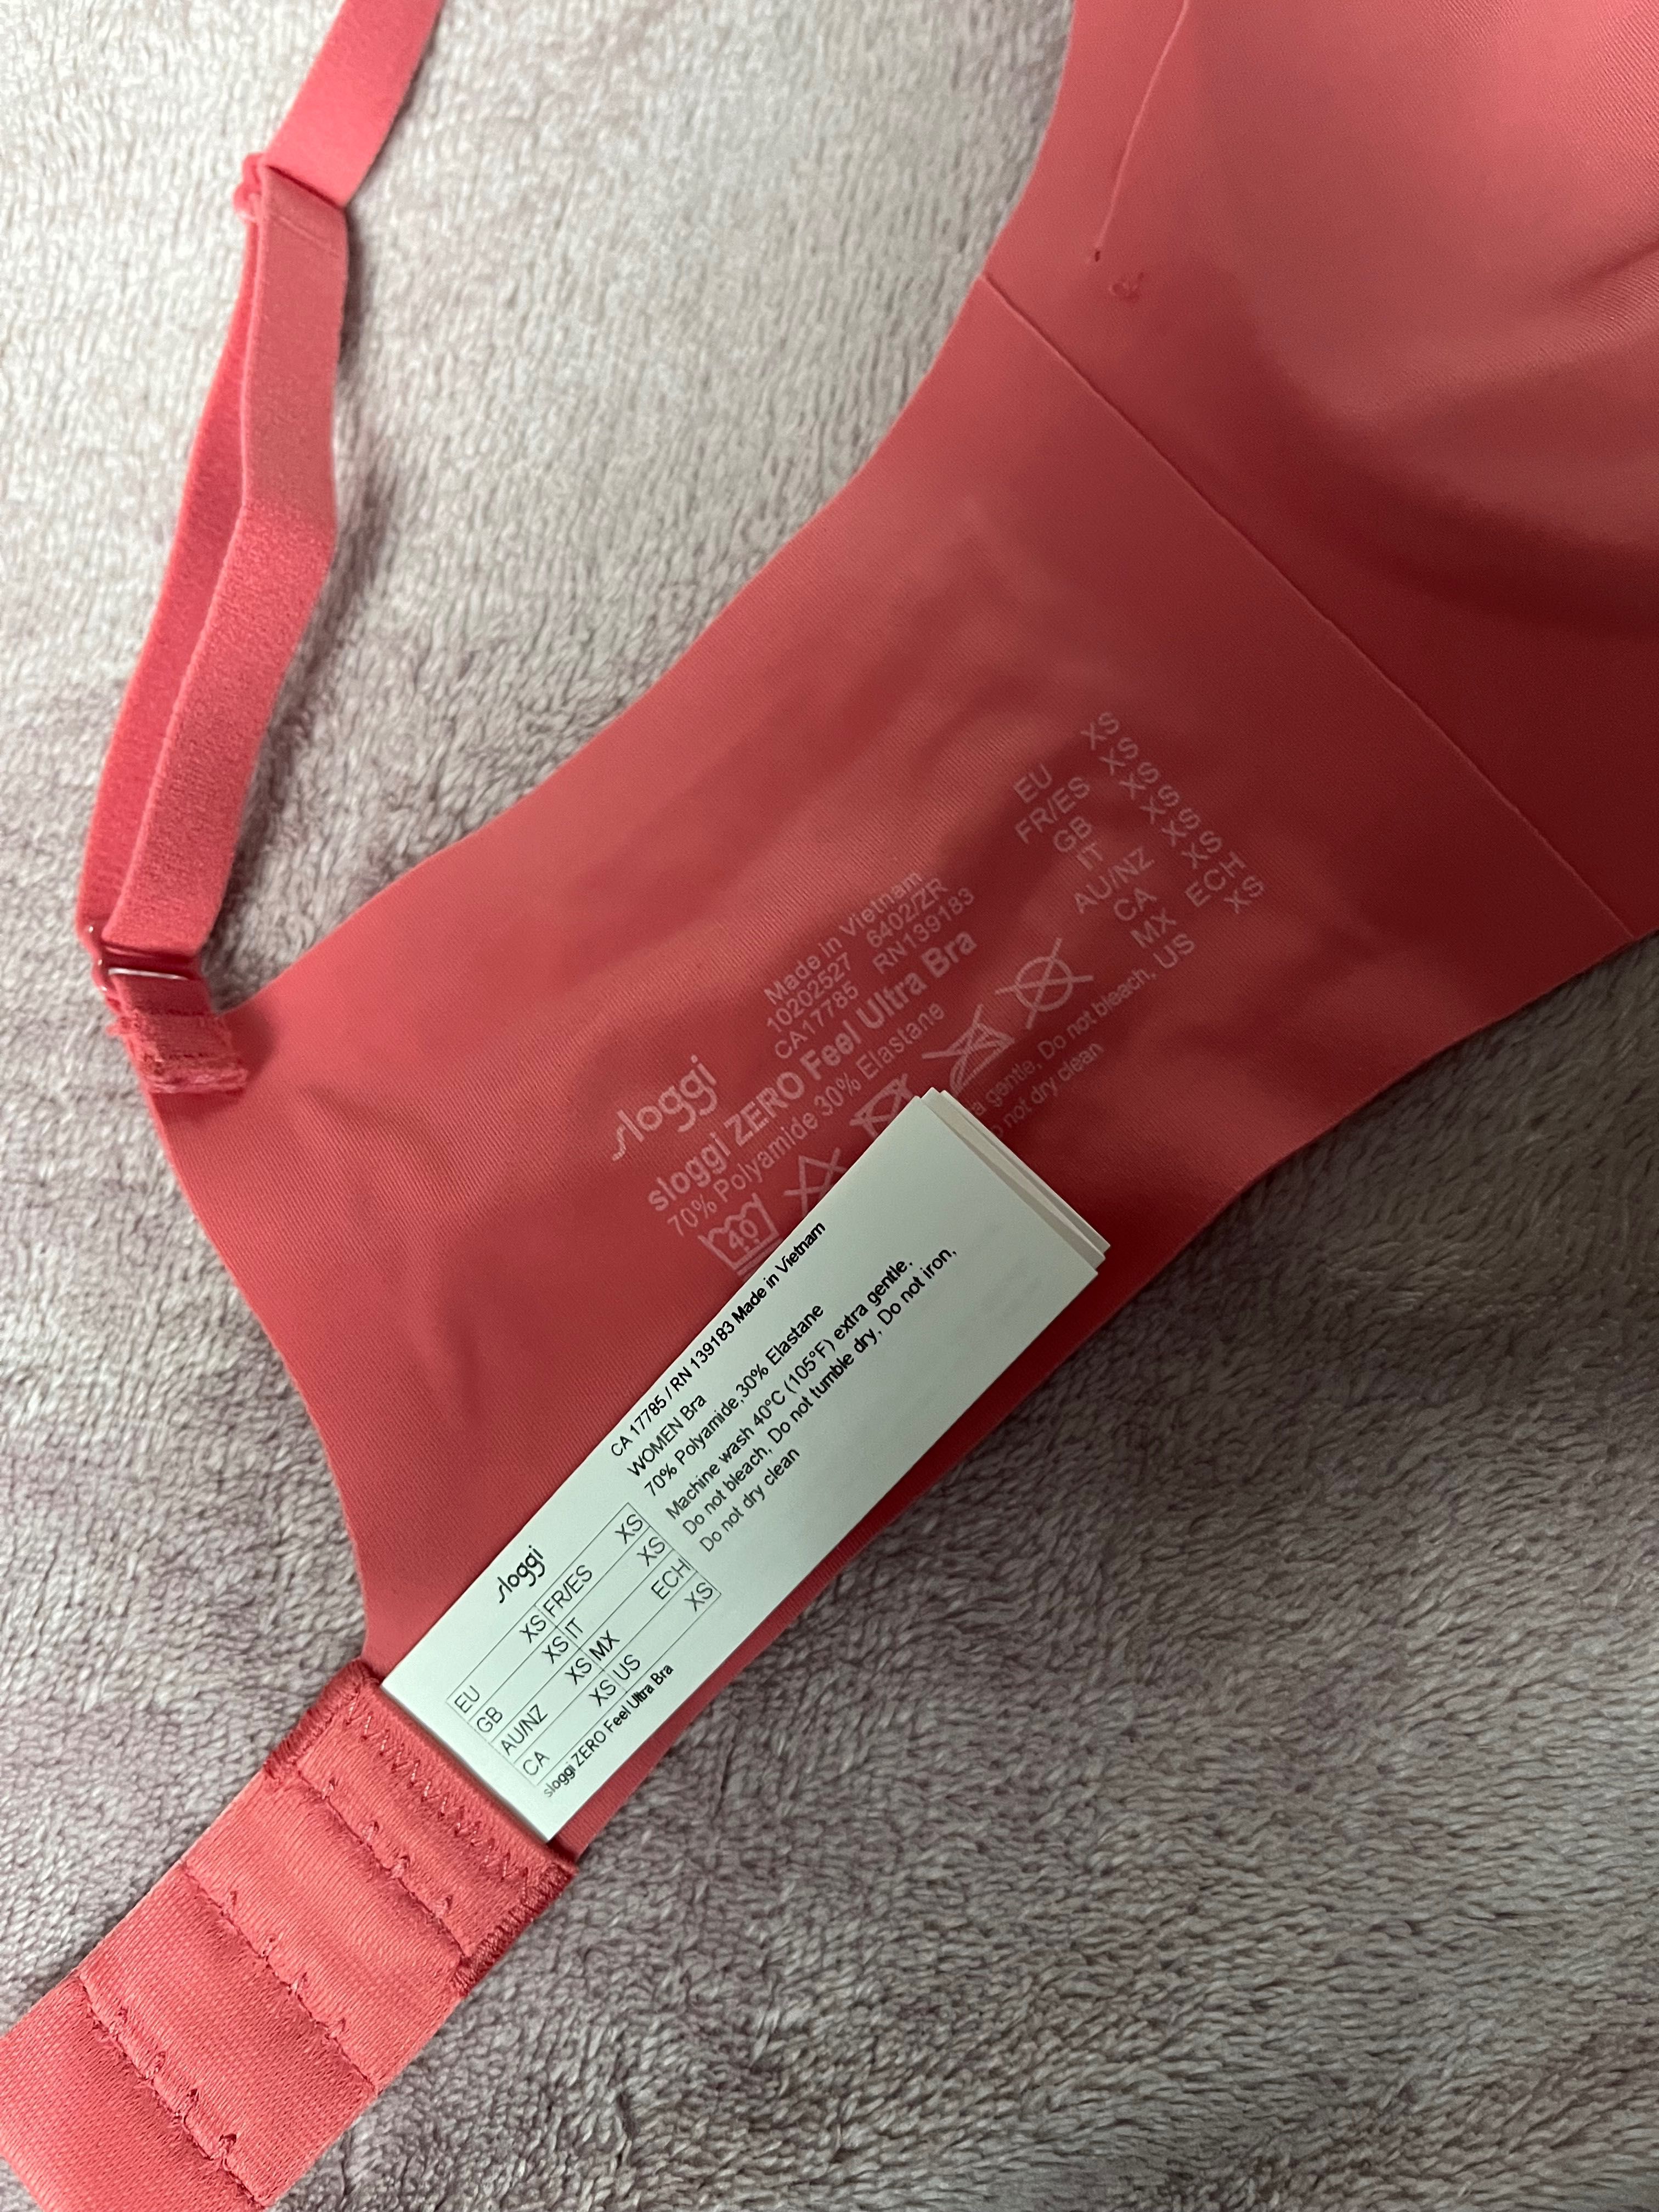 sloggi
Made in Vietnam
10202527 6402/ZR
CA17785 RN139183
sloggi ZERO Feel Ultra Bra
70% Polyamide 30% Elastane
40
a gentle, Do not bleach,
not dry clean
EU XS
FR/ES XS
GB XS
IT XS
AU/NZ XS
CA XS
MX ECH
US XS
sloggi
EU XS FR/ES XS
GB XS IT XS
AU/NZ XS MX ECH
CA XS US XS
sloggi ZERO Feel Ultra Bra
CA 17785 / RN 139183 Made in Vietnam
WOMEN Bra
70% Polyamide,30% Elastane
Machine wash 40°C (105°F) extra gentle,
Do not bleach, Do not tumble dry, Do not iron,
Do not dry clean